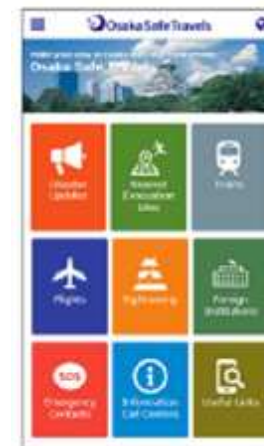 Osaka Safe Travels
Osaka Safe Travels
Disaster
Updates
Nearest
Evacuation
Sites
Trains
Flights
Sightseeing
Foreign
Institutions
SOS
Emergency
Contacts
Information
Call Centers
Useful Links